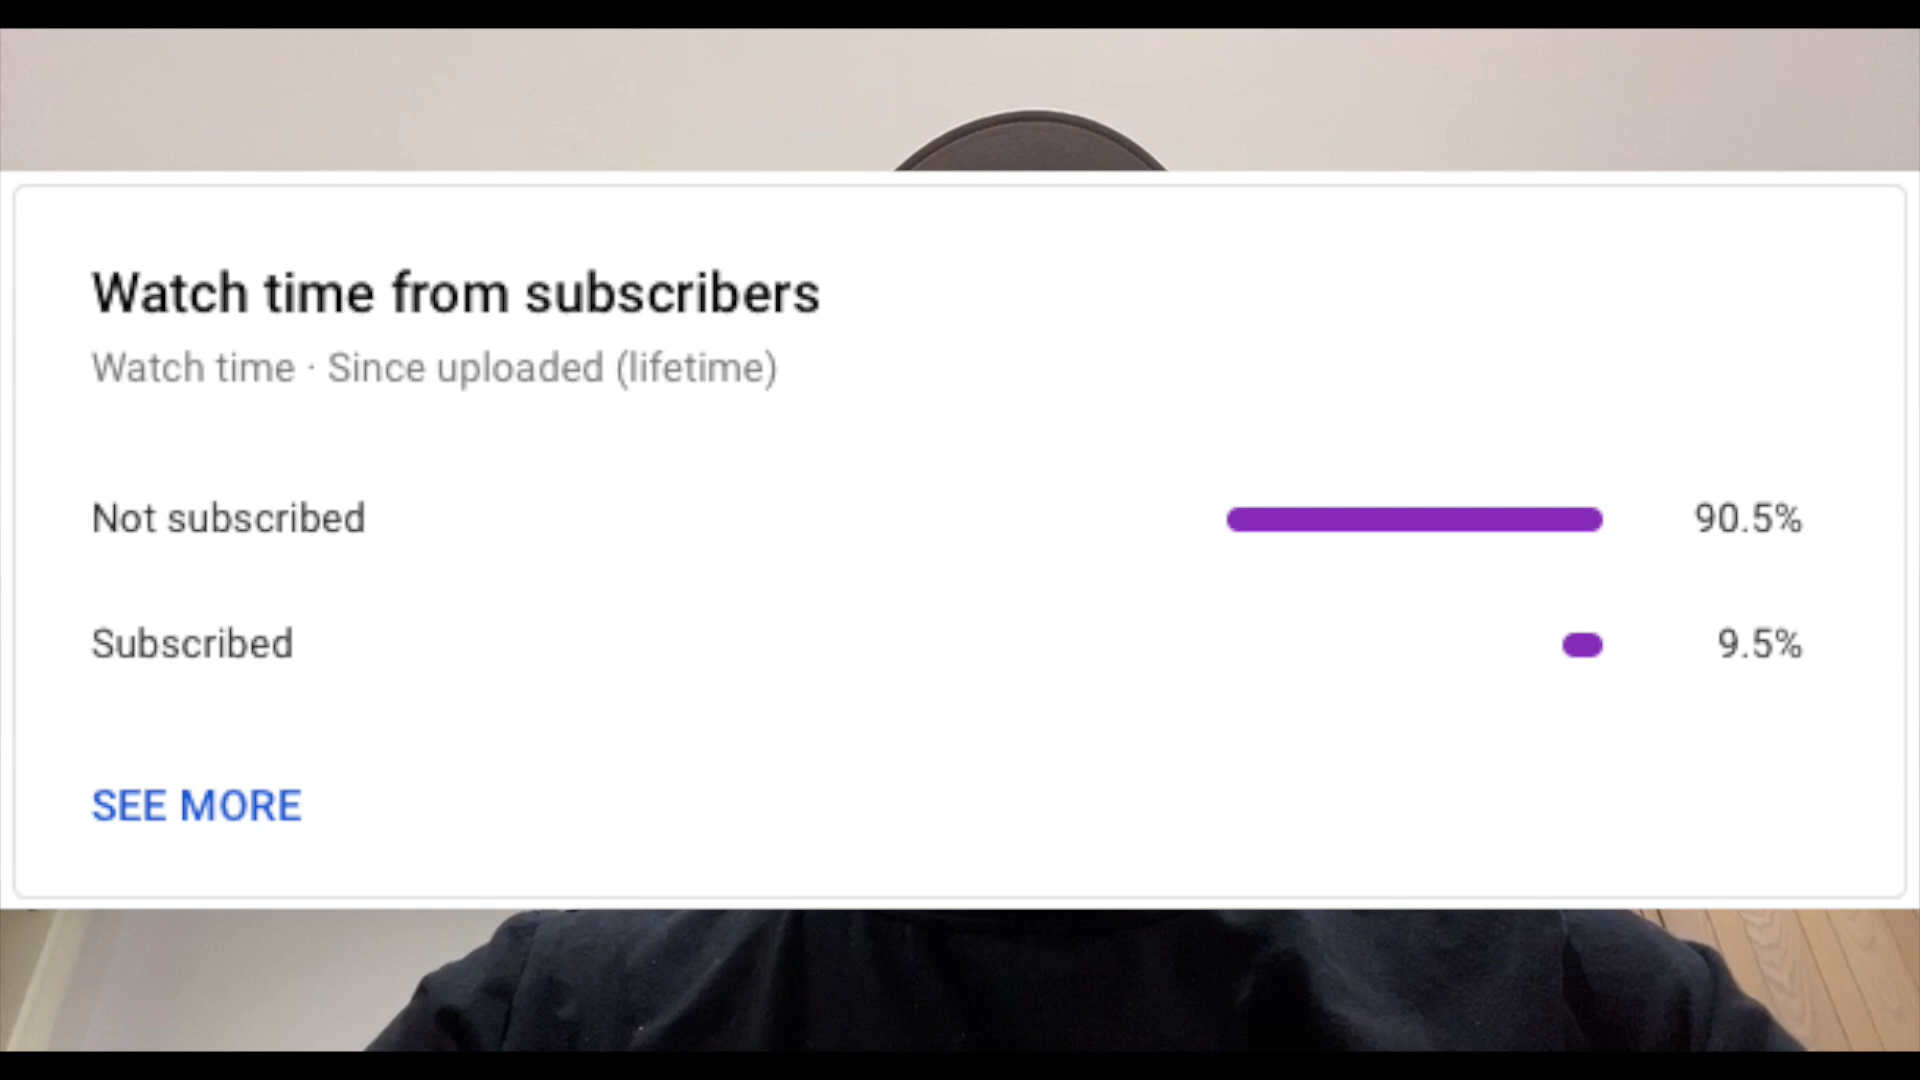 Watch time from subscribers
Watch time · Since uploaded (lifetime)
Not subscribed 90.5%
Subscribed 9.5%
SEE MORE